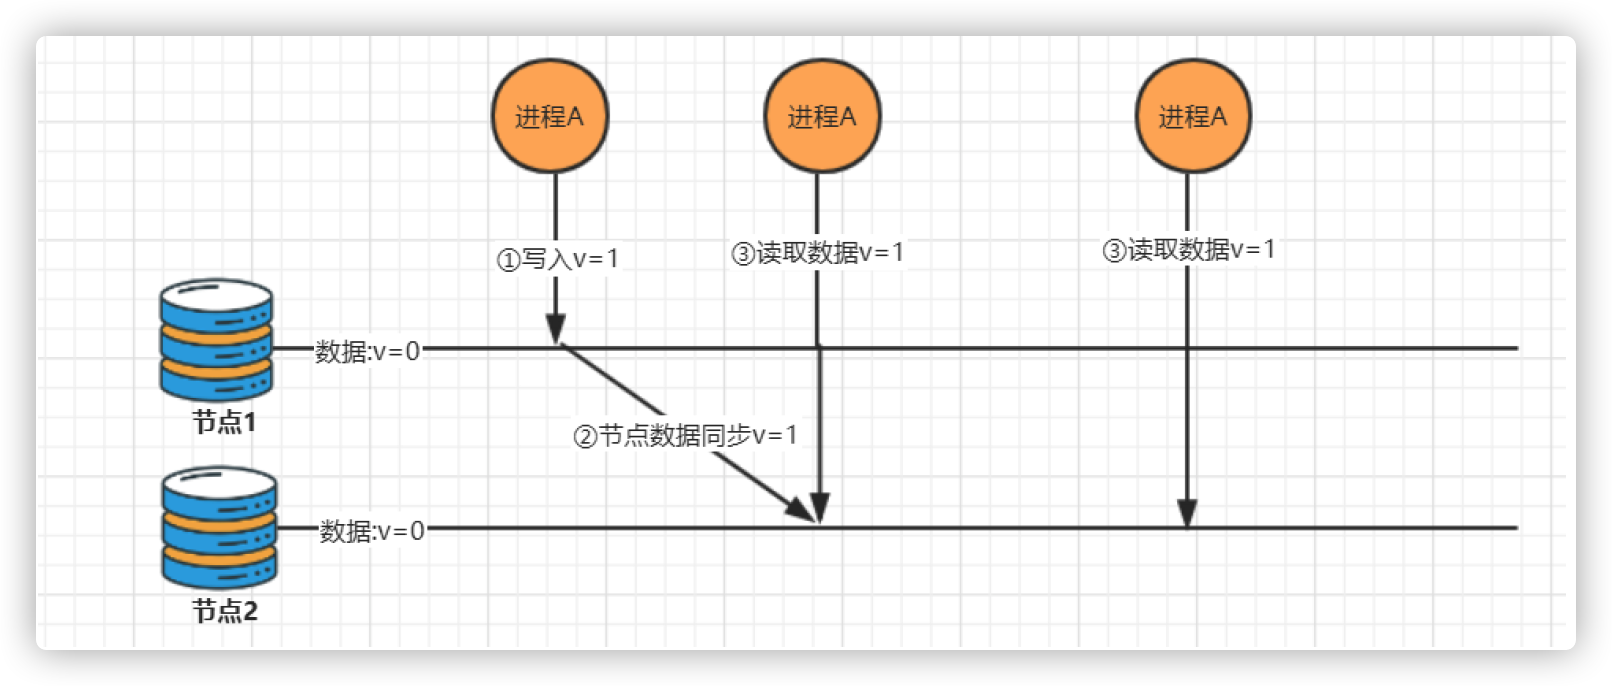 进程A
进程A
进程A
①写入v=1
③读取数据v=1
③读取数据v=1
数据:v=0
节点1
②节点数据同步v=1
数据:v=0
节点2